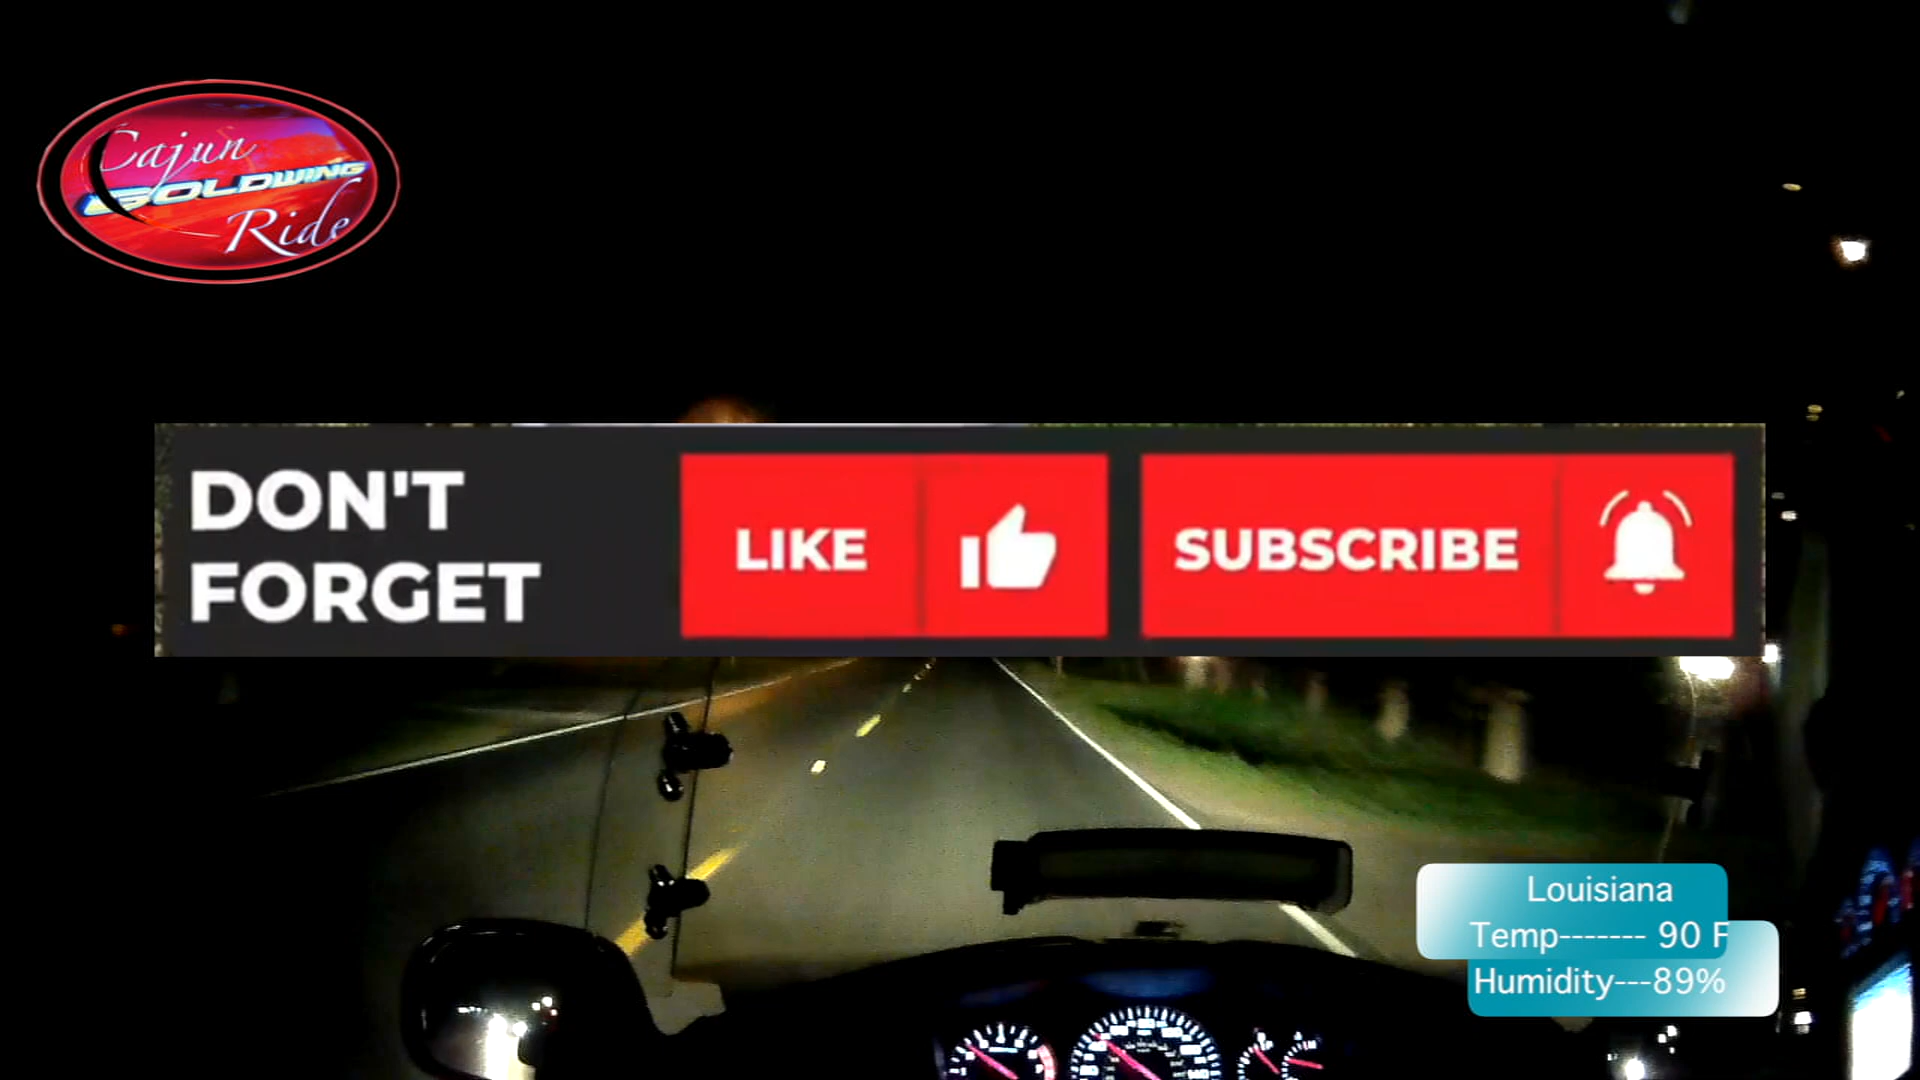 Cajun
GOLDWING
Ride
DON'T
FORGET
LIKE
SUBSCRIBE
Louisiana
Temp------- 90 F
Humidity---89%